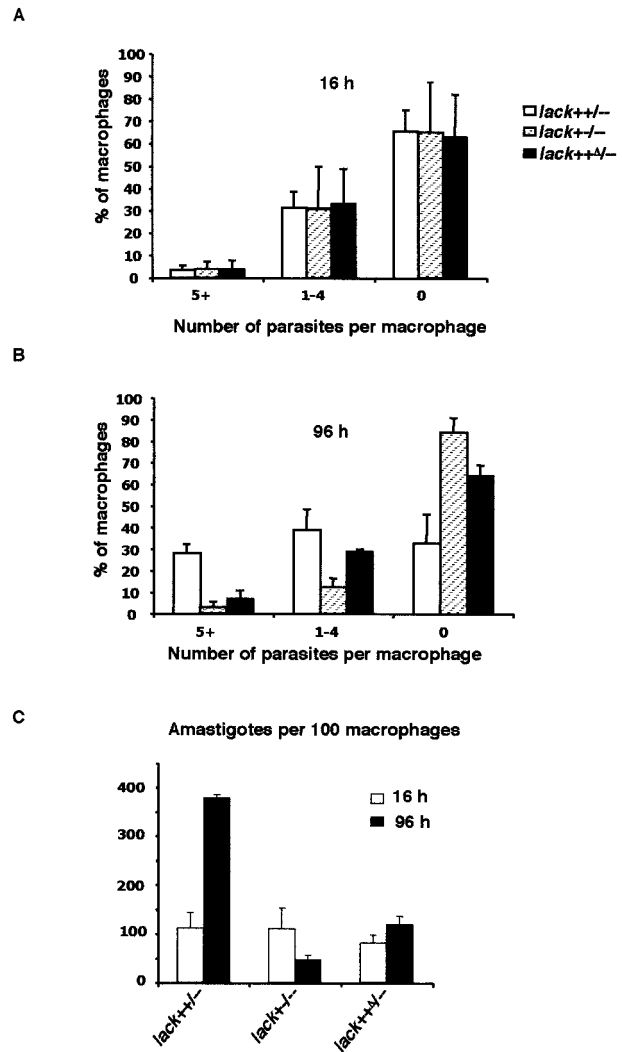 A
100
90
80
70
60
50
40
30
20
10
0
% of macrophages
16 h
lack++/--
lack+-/--
lack++Δ/--
5+ 1-4 0
Number of parasites per macrophage
B
100
90
80
70
60
50
40
30
20
10
0
% of macrophages
96 h
5+ 1-4 0
Number of parasites per macrophage
C
Amastigotes per 100 macrophages
400
300
200
100
0
16 h
96 h
lack++/--
lack+-/--
lack++Δ/--